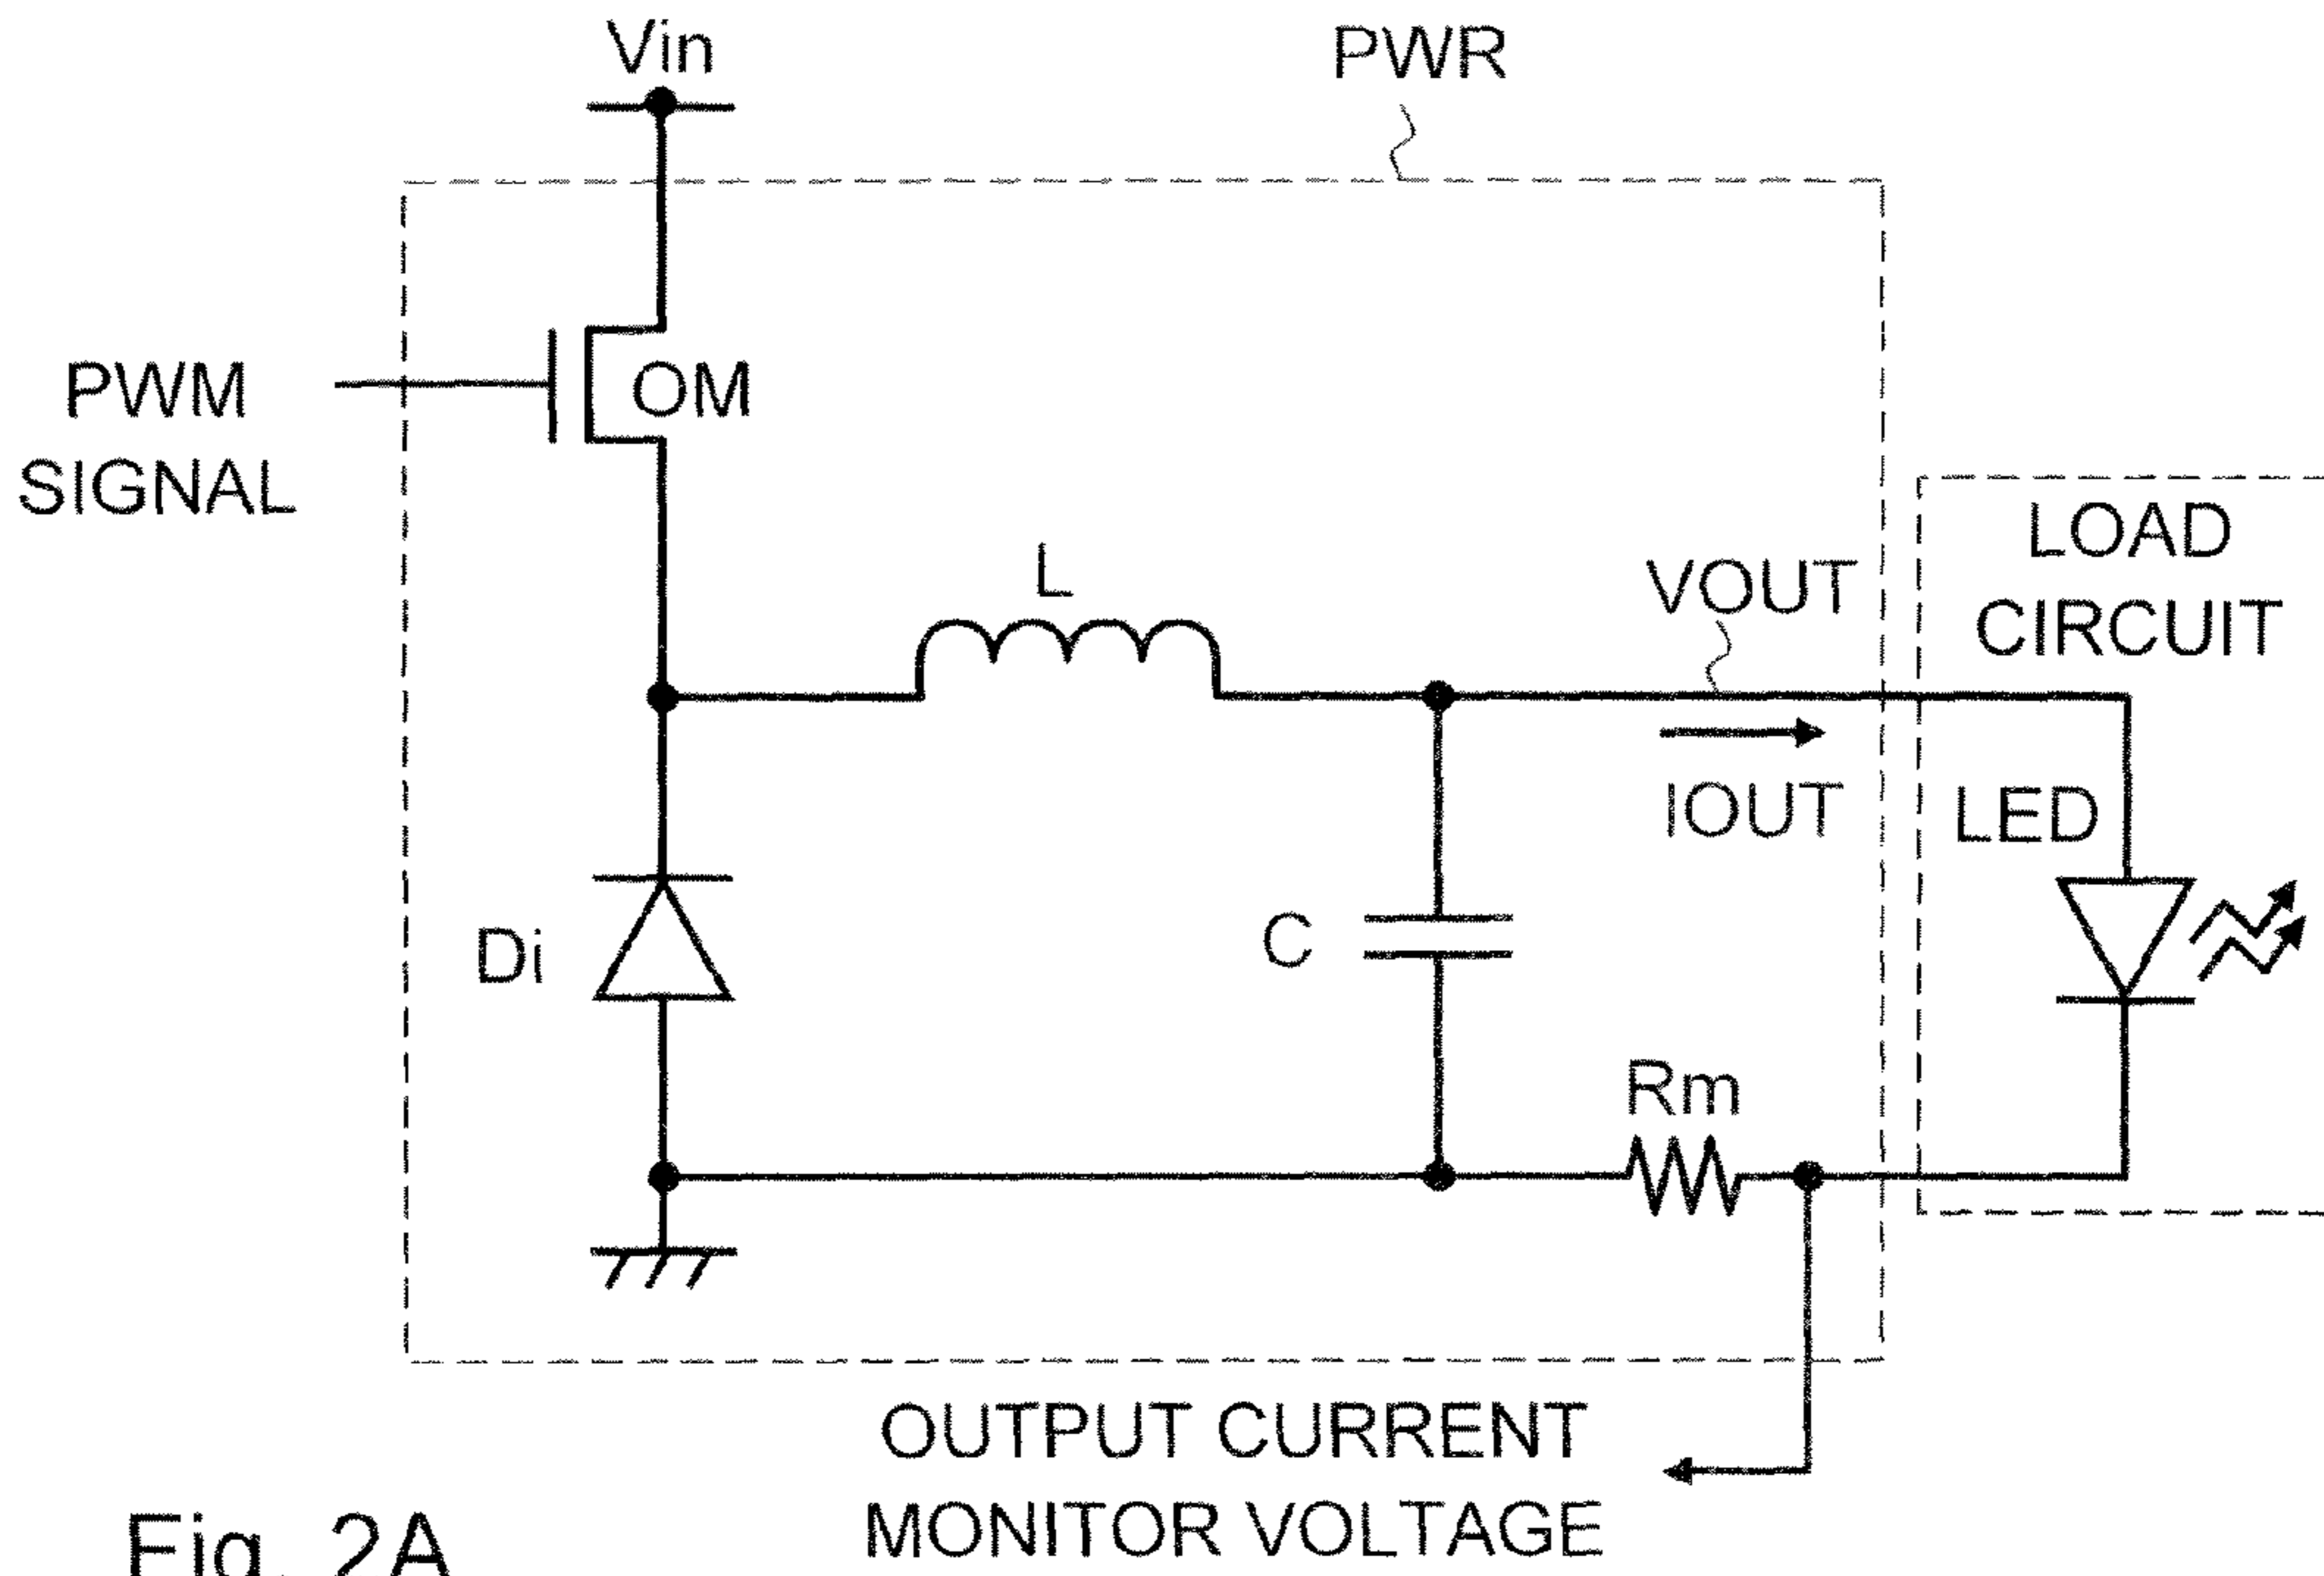 Vin
PWR
PWM
SIGNAL
OM
L
VOUT
IOUT
LOAD
CIRCUIT
LED
Di
C
Rm
OUTPUT CURRENT
MONITOR VOLTAGE
Fig. 2A